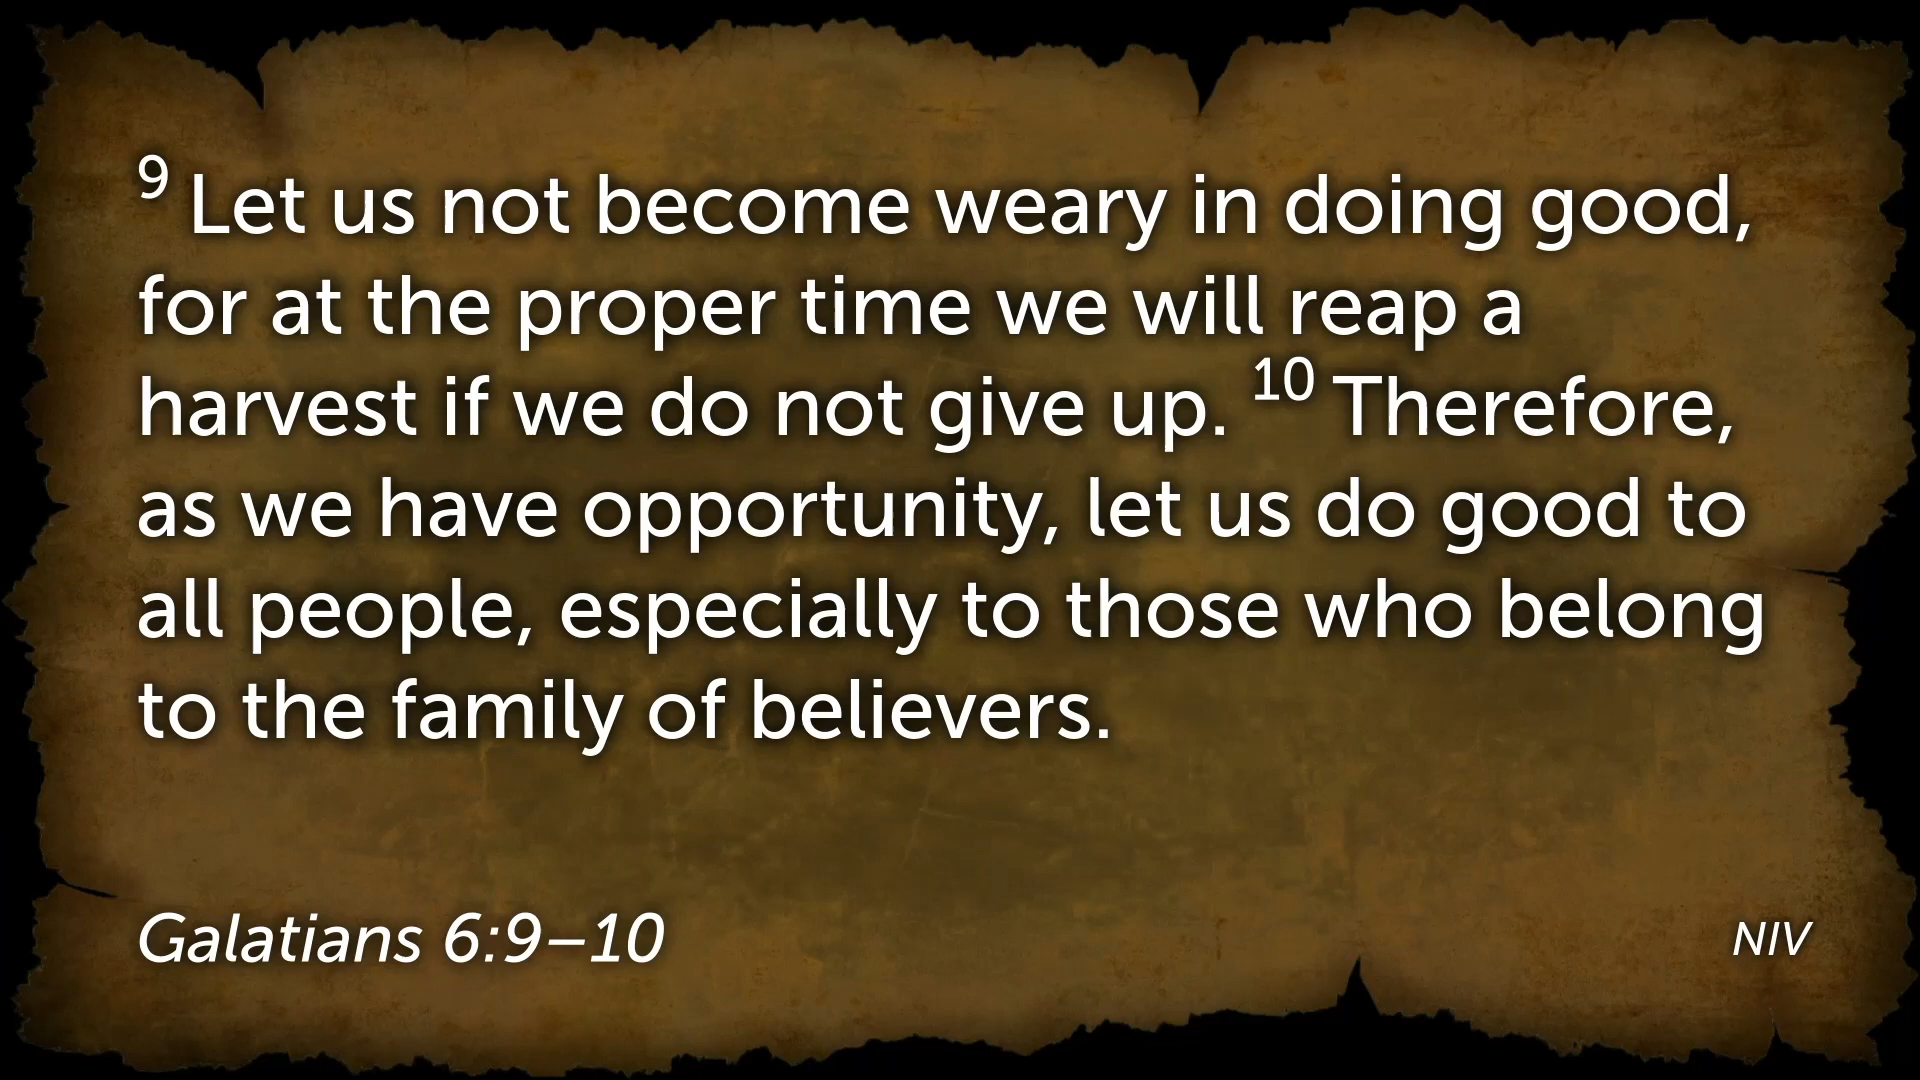 9 Let us not become weary in doing good,
for at the proper time we will reap a
harvest if we do not give up. 10 Therefore,
as we have opportunity, let us do good to
all people, especially to those who belong
to the family of believers.
Galatians 6:9–10
NIV